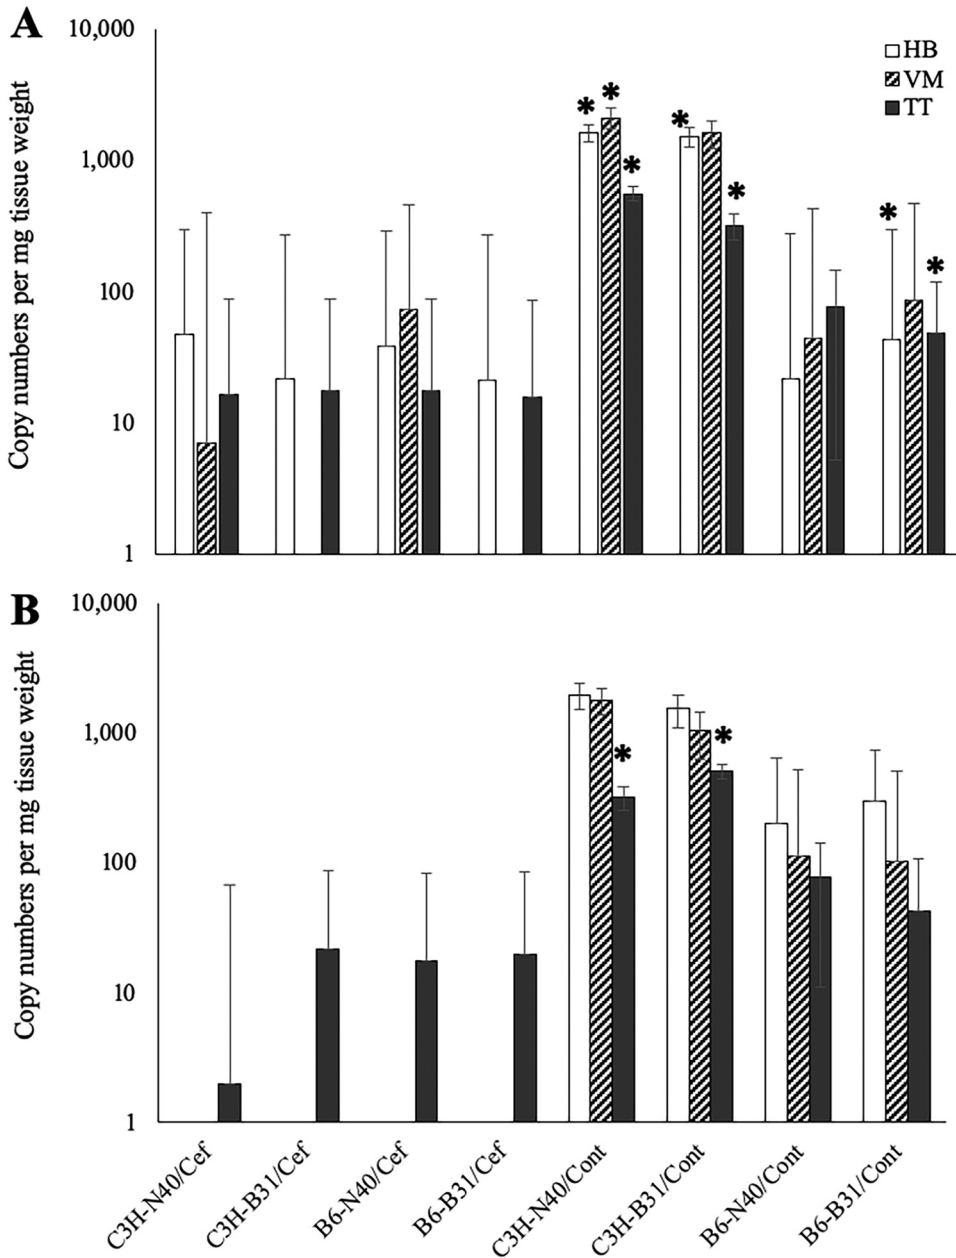 A
10,000
1,000
100
10
1
Copy numbers per mg tissue weight
HB
VM
TT
* * * * * * *
B
10,000
1,000
100
10
1
Copy numbers per mg tissue weight
* *
C3H-N40/Cef
C3H-B31/Cef
B6-N40/Cef
B6-B31/Cef
C3H-N40/Cont
C3H-B31/Cont
B6-N40/Cont
B6-B31/Cont